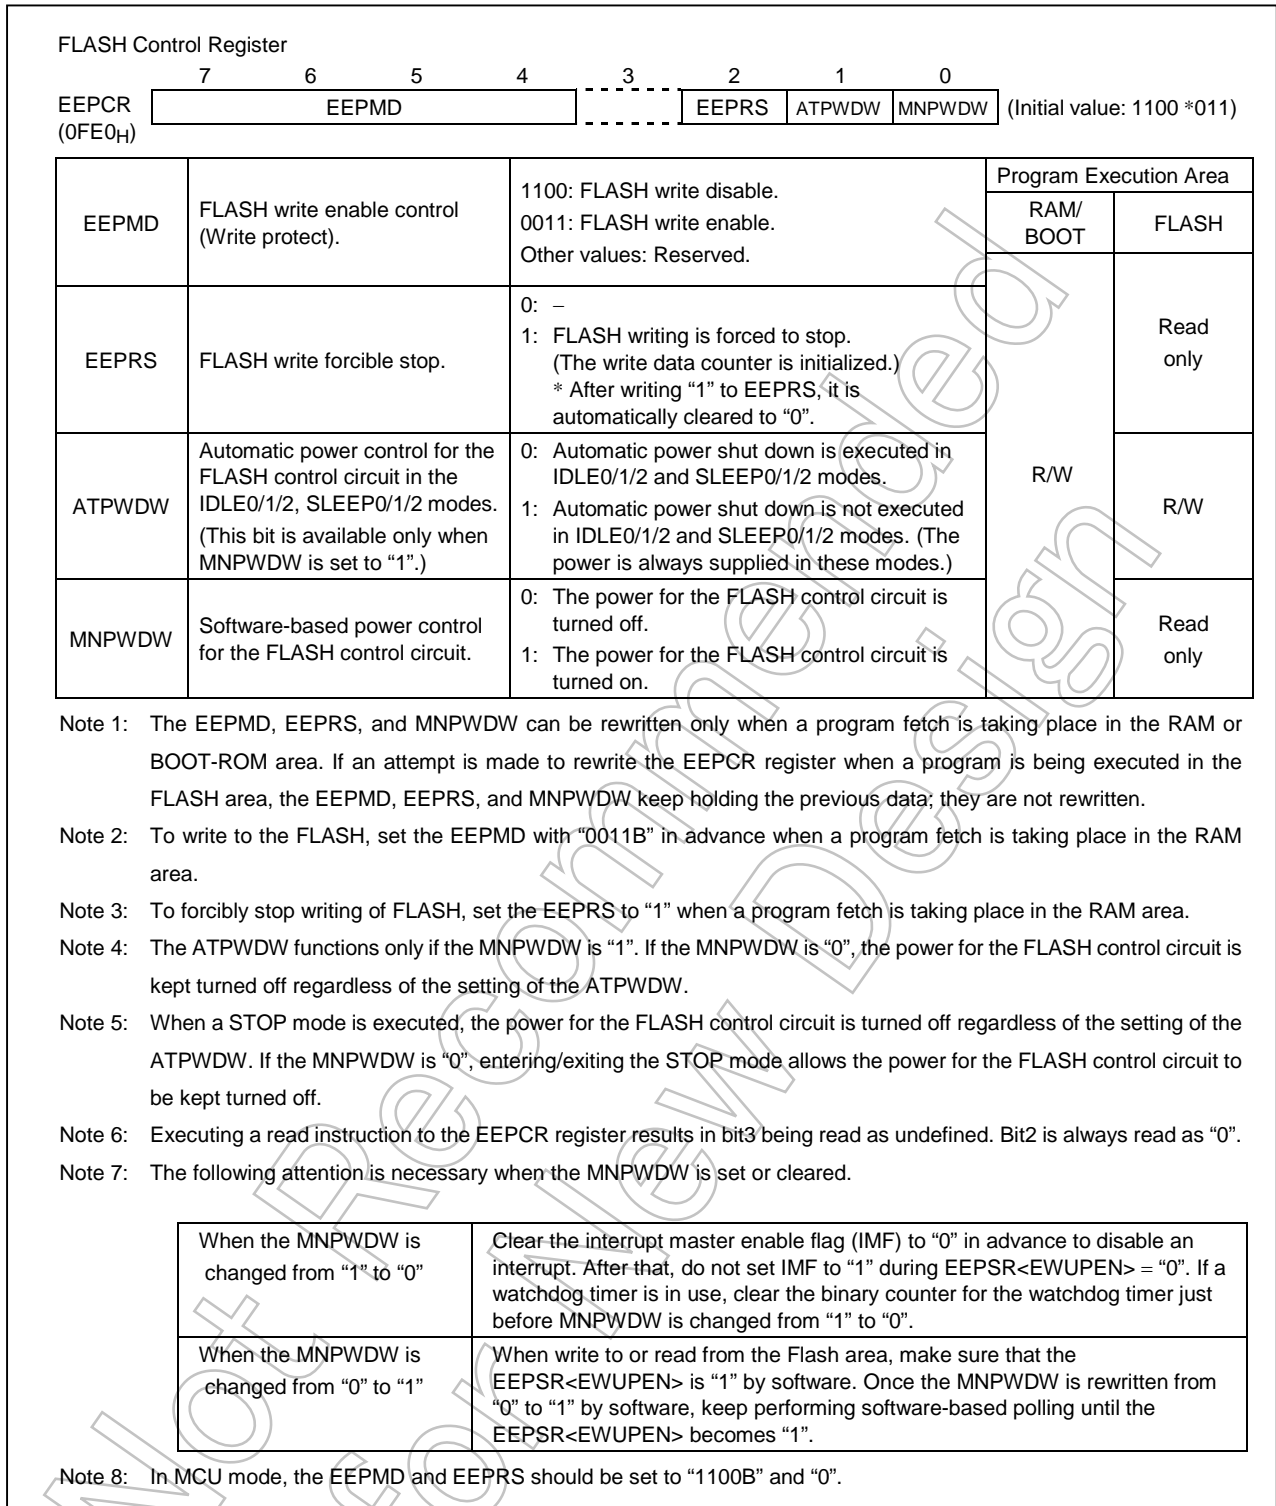 FLASH Control Register
7 6 5 4 3 2 1 0
EEPCR EEPMD EEPRS ATPWDW MNPWDW (Initial value: 1100 *011)
(0FE0H)
EEPMD
FLASH write enable control
(Write protect).
1100: FLASH write disable.
0011: FLASH write enable.
Other values: Reserved.
Program Execution Area
RAM/
BOOT
FLASH
EEPRS
FLASH write forcible stop.
0: –
1: FLASH writing is forced to stop.
(The write data counter is initialized.)
* After writing “1” to EEPRS, it is
automatically cleared to “0”.
Read
only
ATPWDW
Automatic power control for the
FLASH control circuit in the
IDLE0/1/2, SLEEP0/1/2 modes.
(This bit is available only when
MNPWDW is set to “1”.)
0: Automatic power shut down is executed in
IDLE0/1/2 and SLEEP0/1/2 modes.
1: Automatic power shut down is not executed
in IDLE0/1/2 and SLEEP0/1/2 modes. (The
power is always supplied in these modes.)
R/W
R/W
MNPWDW
Software-based power control
for the FLASH control circuit.
0: The power for the FLASH control circuit is
turned off.
1: The power for the FLASH control circuit is
turned on.
Read
only
Note 1: The EEPMD, EEPRS, and MNPWDW can be rewritten only when a program fetch is taking place in the RAM or
BOOT-ROM area. If an attempt is made to rewrite the EEPCR register when a program is being executed in the
FLASH area, the EEPMD, EEPRS, and MNPWDW keep holding the previous data; they are not rewritten.
Note 2: To write to the FLASH, set the EEPMD with “0011B” in advance when a program fetch is taking place in the RAM
area.
Note 3: To forcibly stop writing of FLASH, set the EEPRS to “1” when a program fetch is taking place in the RAM area.
Note 4: The ATPWDW functions only if the MNPWDW is “1”. If the MNPWDW is “0”, the power for the FLASH control circuit is
kept turned off regardless of the setting of the ATPWDW.
Note 5: When a STOP mode is executed, the power for the FLASH control circuit is turned off regardless of the setting of the
ATPWDW. If the MNPWDW is “0”, entering/exiting the STOP mode allows the power for the FLASH control circuit to
be kept turned off.
Note 6: Executing a read instruction to the EEPCR register results in bit3 being read as undefined. Bit2 is always read as “0”.
Note 7: The following attention is necessary when the MNPWDW is set or cleared.
When the MNPWDW is
changed from “1” to “0”
Clear the interrupt master enable flag (IMF) to “0” in advance to disable an
interrupt. After that, do not set IMF to “1” during EEPSR<EWUPEN> = “0”. If a
watchdog timer is in use, clear the binary counter for the watchdog timer just
before MNPWDW is changed from “1” to “0”.
When the MNPWDW is
changed from “0” to “1”
When write to or read from the Flash area, make sure that the
EEPSR<EWUPEN> is “1” by software. Once the MNPWDW is rewritten from
“0” to “1” by software, keep performing software-based polling until the
EEPSR<EWUPEN> becomes “1”.
Note 8: In MCU mode, the EEPMD and EEPRS should be set to “1100B” and “0”.
Not Recommended
for New Design